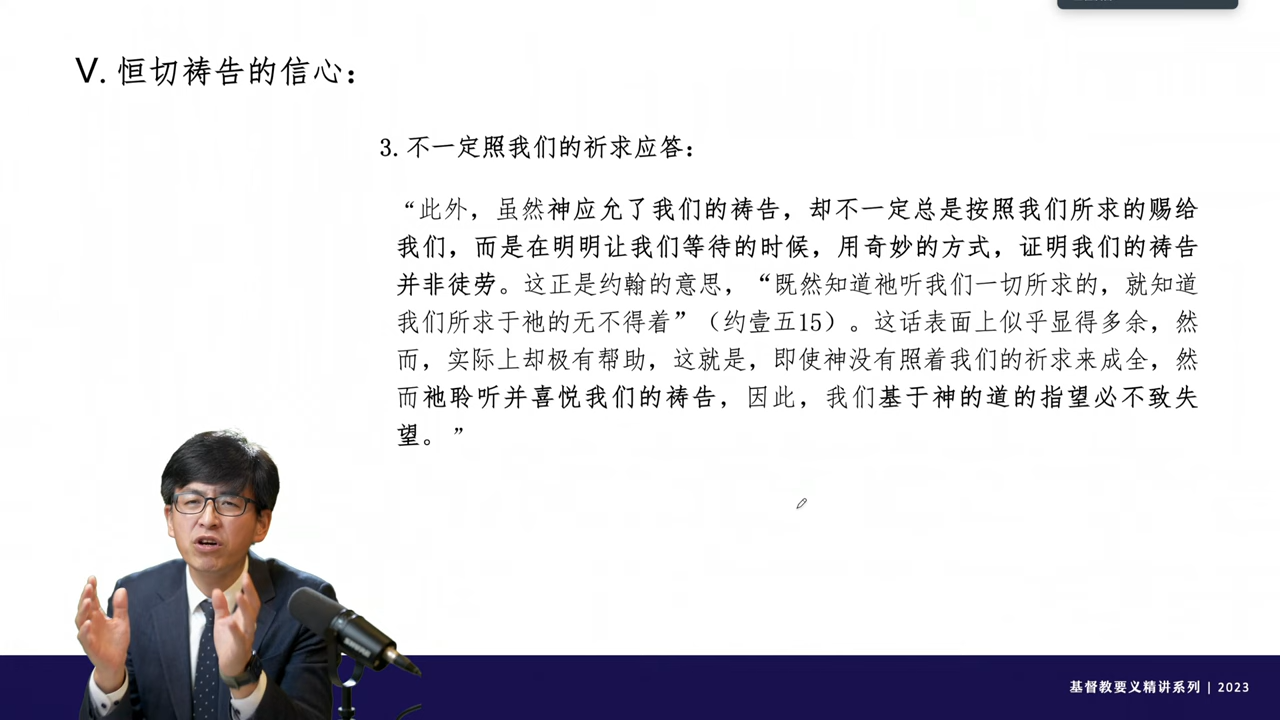 V. 恒切祷告的信心：
3. 不一定照我们的祈求应答：
“此外，虽然神应允了我们的祷告，却不一定总是按照我们所求的赐给
我们，而是在明明让我们等待的时候，用奇妙的方式，证明我们的祷告
并非徒劳。这正是约翰的意思，“既然知道祂听我们一切所求的，就知道
我们所求于祂的无不得着”（约壹五15）。这话表面上似乎显得多余，然
而，实际上却极有帮助，这就是，即使神没有照着我们的祈求来成全，然
而祂聆听并喜悦我们的祷告，因此，我们基于神的道的指望必不致失
望。”
基督教要义精讲系列 | 2023